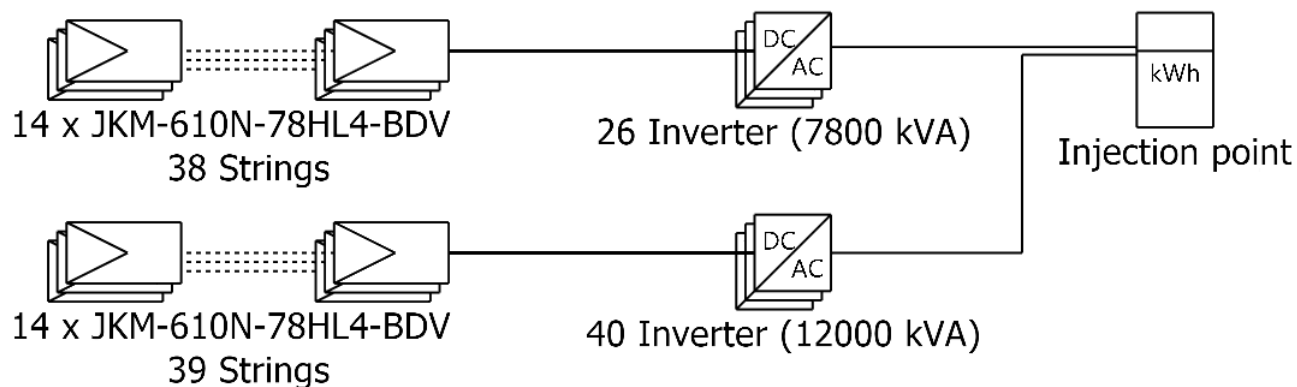 DC
AC
kWh
14 x JKM-610N-78HL4-BDV
38 Strings
26 Inverter (7800 kVA)
Injection point
DC
AC
14 x JKM-610N-78HL4-BDV
39 Strings
40 Inverter (12000 kVA)